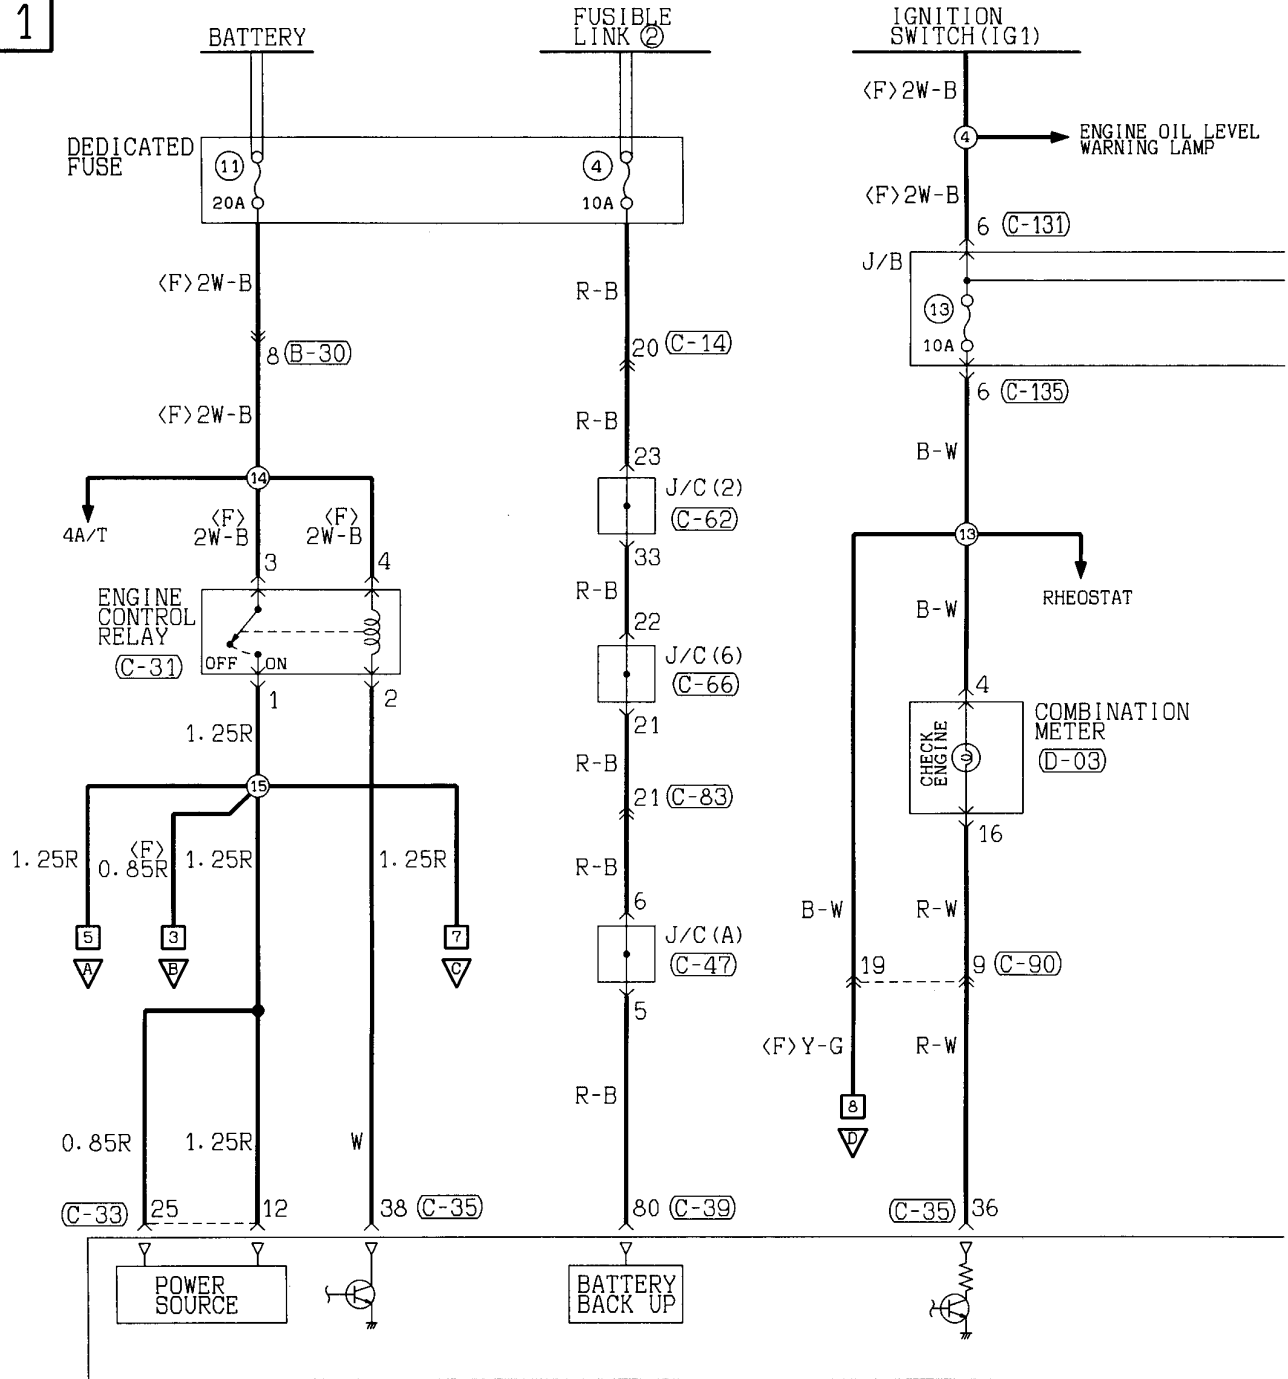 1
BATTERY
FUSIBLE
LINK ②
IGNITION
SWITCH(IG1)
<F>2W-B
4
ENGINE OIL LEVEL
WARNING LAMP
DEDICATED
FUSE
11
20A
4
10A
<F>2W-B
6 (C-131)
J/B
13
10A
6 (C-135)
<F>2W-B
8 (B-30)
<F>2W-B
R-B
20 (C-14)
R-B
23
J/C(2)
(C-62)
33
B-W
14
4A/T
<F>
2W-B
<F>
2W-B
3
4
13
RHEOSTAT
ENGINE
CONTROL
RELAY
(C-31)
OFF
ON
1
2
R-B
22
J/C(6)
(C-66)
21
B-W
4
COMBINATION
METER
(D-03)
CHECK
ENGINE
16
1.25R
15
R-B
21 (C-83)
1.25R
<F>
0.85R
1.25R
1.25R
R-B
6
J/C(A)
(C-47)
5
B-W
R-W
5
3
7
A
B
C
19
9 (C-90)
<F>Y-G
R-W
R-B
8
D
0.85R
1.25R
W
(C-33) 25
12
38 (C-35)
80 (C-39)
(C-35) 36
POWER
SOURCE
BATTERY
BACK UP